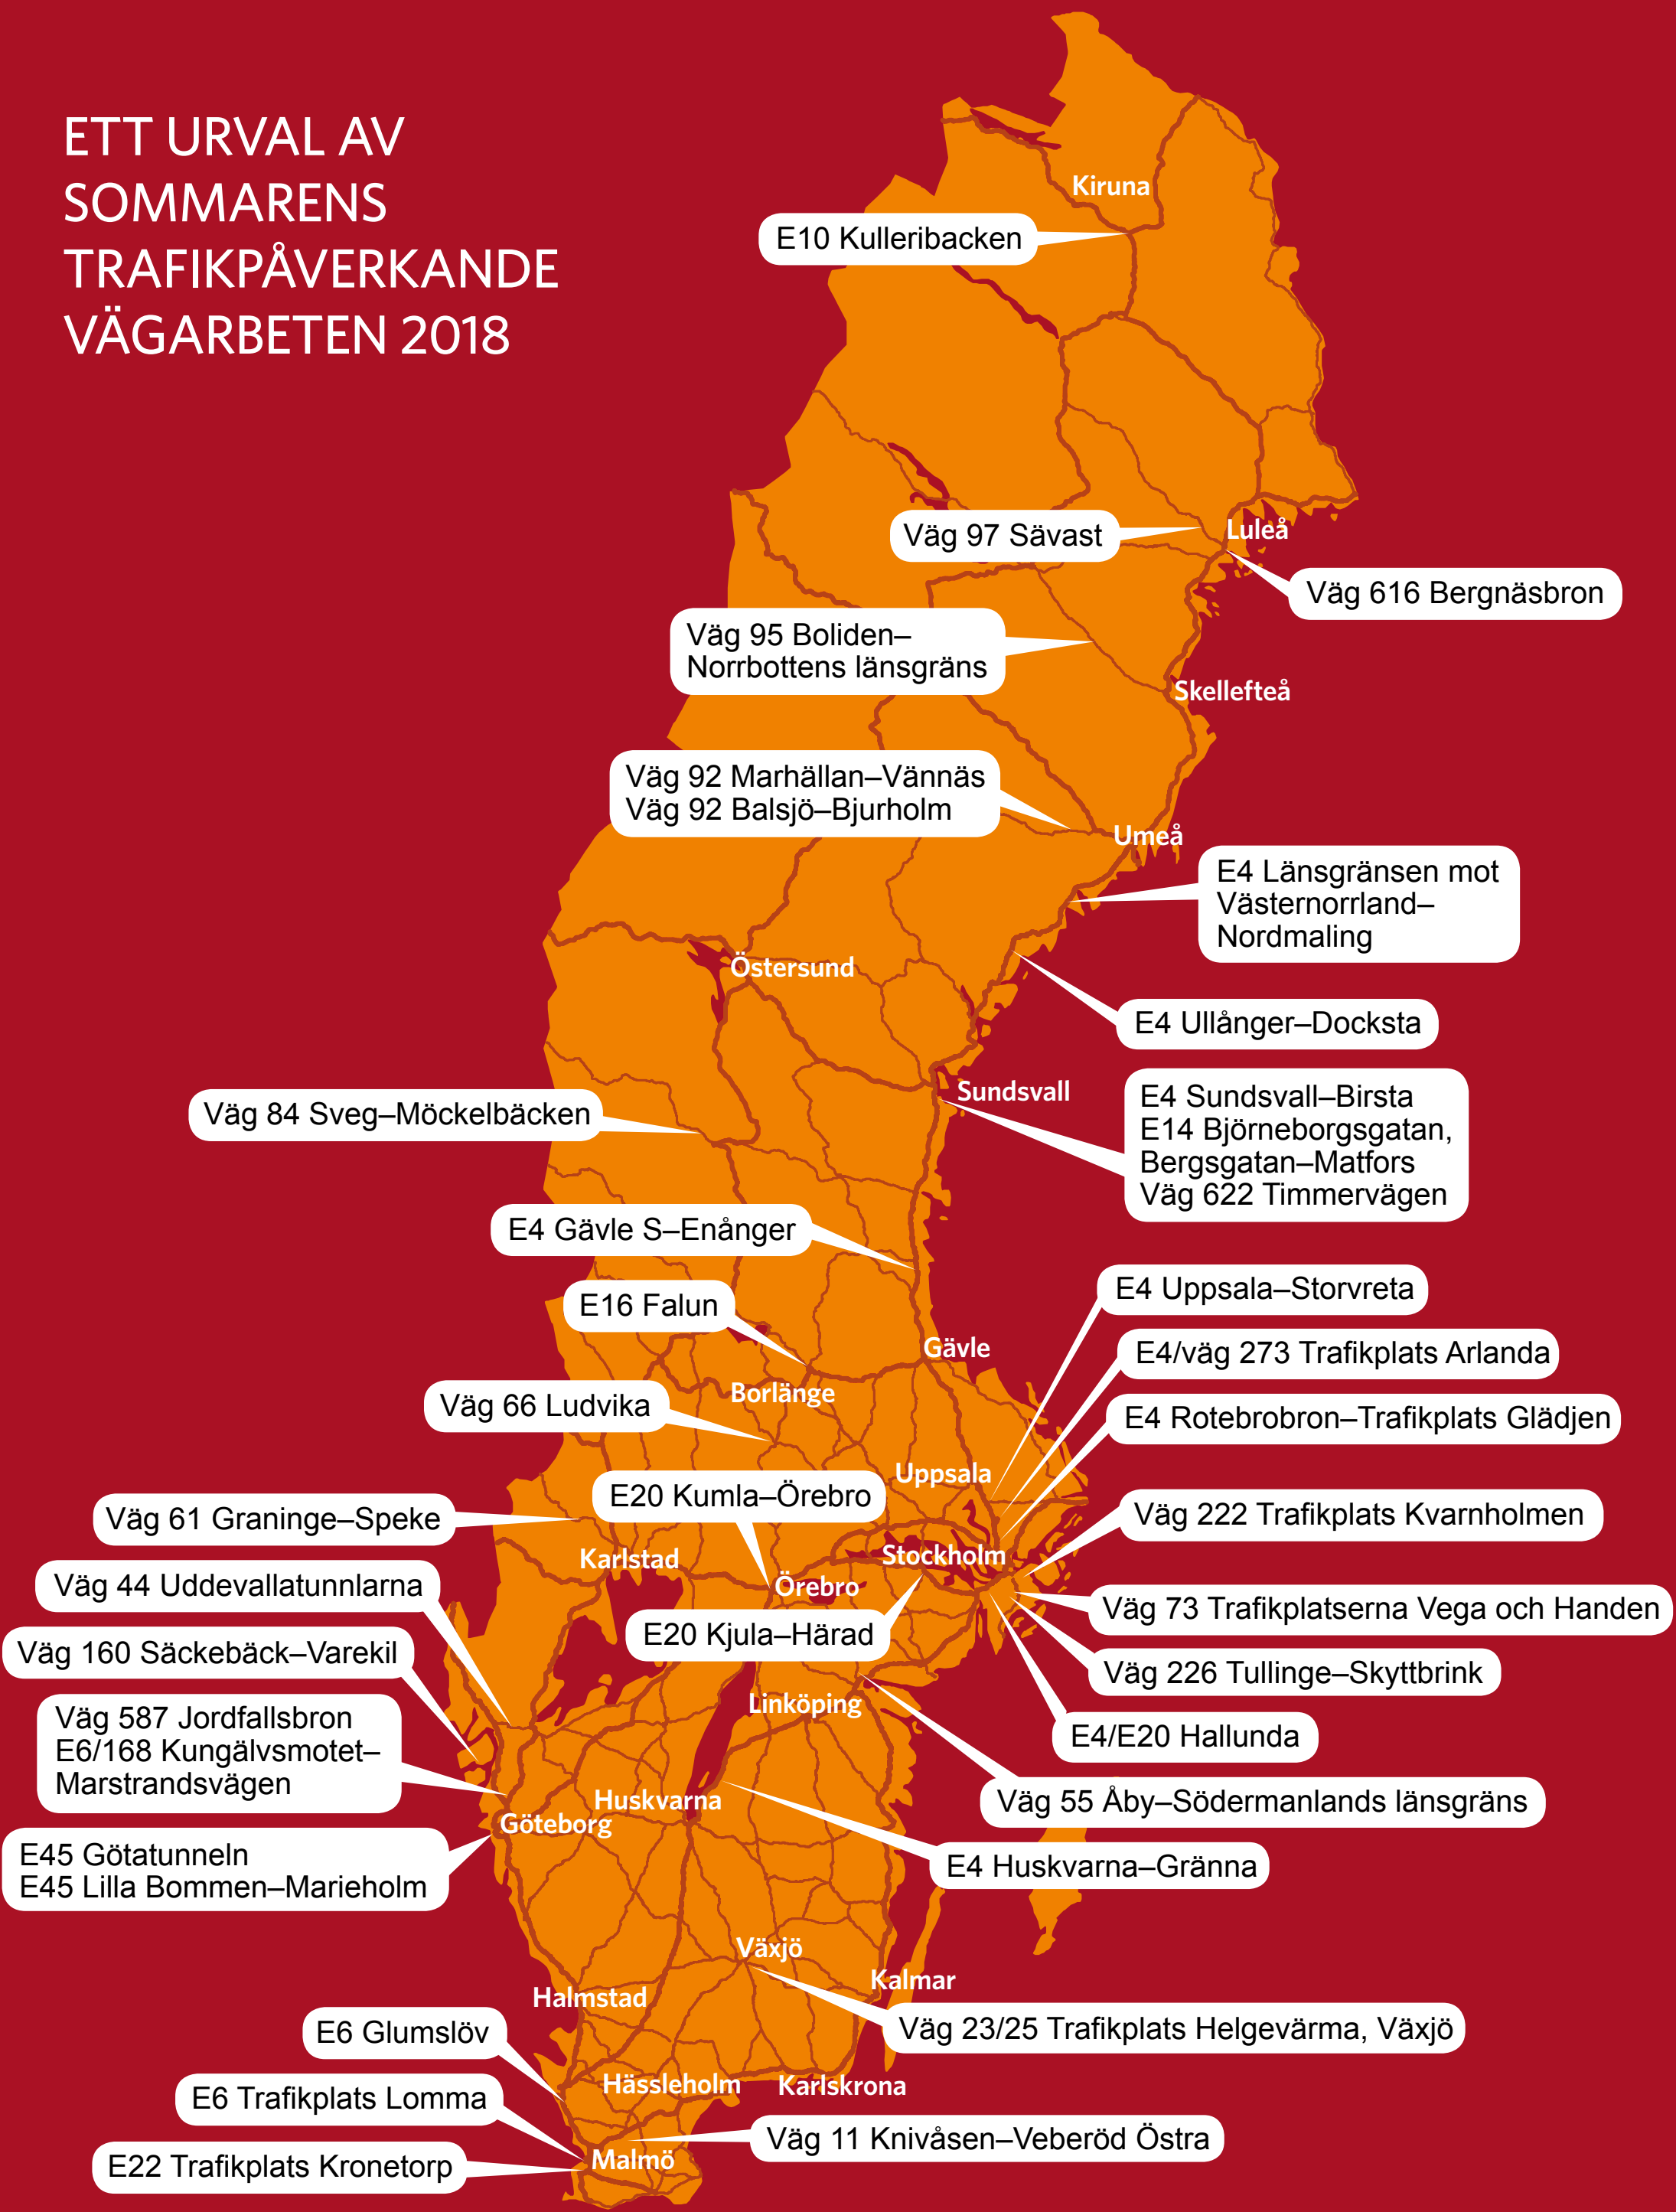 ETT URVAL AV
SOMMARENS
TRAFIKPÅVERKANDE
VÄGARBETEN 2018
Kiruna
E10 Kulleribacken
Väg 97 Sävast
Luleå
Väg 616 Bergnäsbron
Väg 95 Boliden–
Norrbottens länsgräns
Skellefteå
Väg 92 Marhällan–Vännäs
Väg 92 Balsjö–Bjurholm
Umeå
E4 Länsgränsen mot
Västernorrland–
Nordmaling
Östersund
E4 Ullånger–Docksta
Sundsvall
E4 Sundsvall–Birsta
E14 Björneborgsgatan,
Bergsgatan–Matfors
Väg 622 Timmervägen
Väg 84 Sveg–Möckelbäcken
E4 Gävle S–Enånger
E16 Falun
E4 Uppsala–Storvreta
Gävle
E4/väg 273 Trafikplats Arlanda
Borlänge
Väg 66 Ludvika
E4 Rotebrobron–Trafikplats Glädjen
Uppsala
E20 Kumla–Örebro
Väg 61 Graninge–Speke
Väg 222 Trafikplats Kvarnholmen
Karlstad
Stockholm
Väg 44 Uddevallatunnlarna
Örebro
Väg 73 Trafikplatserna Vega och Handen
E20 Kjula–Härad
Väg 160 Säckebäck–Varekil
Väg 226 Tullinge–Skyttbrink
Linköping
Väg 587 Jordfallsbron
E6/168 Kungälvsmotet–
Marstrandsvägen
E4/E20 Hallunda
Huskvarna
Väg 55 Åby–Södermanlands länsgräns
Göteborg
E45 Götatunneln
E45 Lilla Bommen–Marieholm
E4 Huskvarna–Gränna
Växjö
Kalmar
Halmstad
Väg 23/25 Trafikplats Helgevärma, Växjö
E6 Glumslöv
Hässleholm
Karlskrona
E6 Trafikplats Lomma
Väg 11 Knivåsen–Veberöd Östra
Malmö
E22 Trafikplats Kronetorp